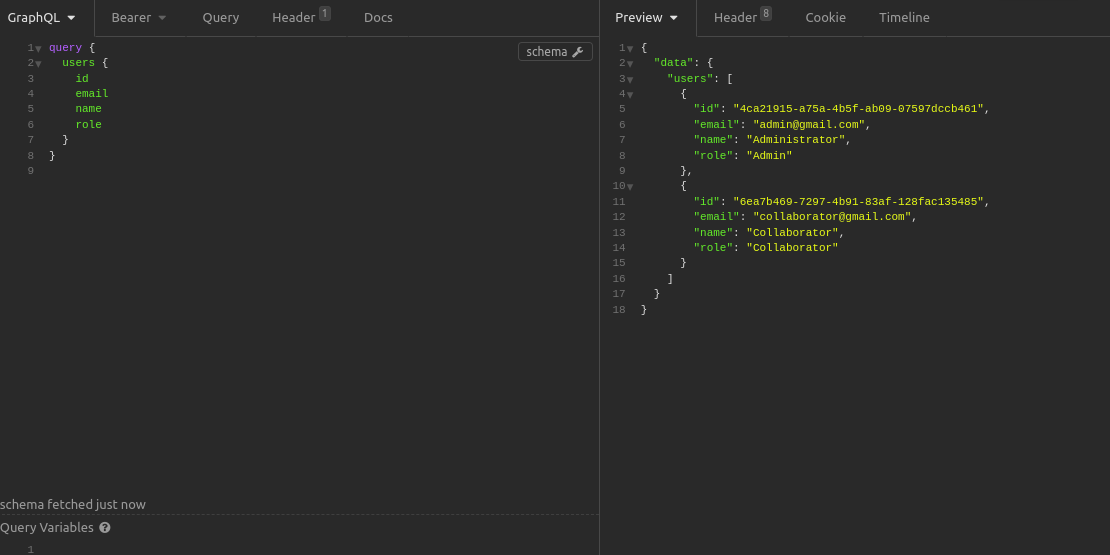 GraphQL Bearer Query Header 1 Docs
schema
1 query {
2 users {
3 id
4 email
5 name
6 role
7 }
8 }
9
schema fetched just now
Query Variables ?
1
Preview Header 8 Cookie Timeline
1 {
2 "data": {
3 "users": [
4 {
5 "id": "4ca21915-a75a-4b5f-ab09-07597dccb461",
6 "email": "admin@gmail.com",
7 "name": "Administrator",
8 "role": "Admin"
9 },
10 {
11 "id": "6ea7b469-7297-4b91-83af-128fac135485",
12 "email": "collaborator@gmail.com",
13 "name": "Collaborator",
14 "role": "Collaborator"
15 }
16 ]
17 }
18 }